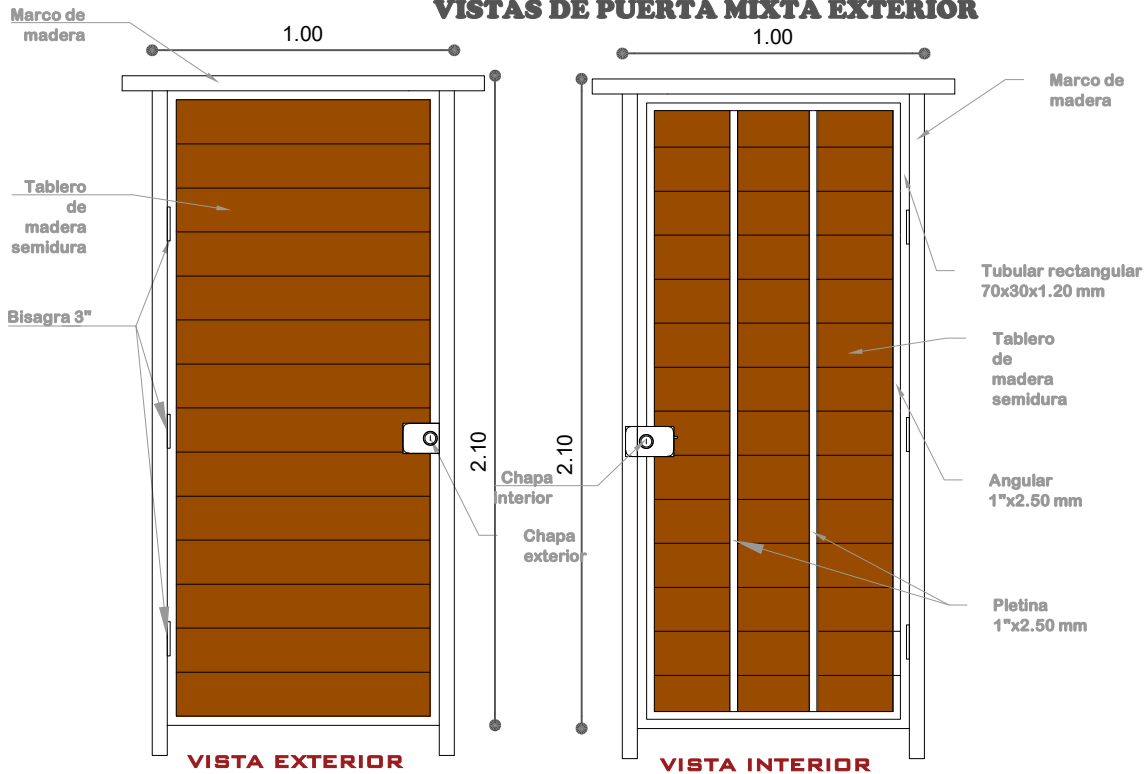 VISTAS DE PUERTA MIXTA EXTERIOR
Marco de
madera
1.00
Tablero
de
madera
semidura
Bisagra 3"
2.10
Chapa
interior
Chapa
exterior
VISTA EXTERIOR
1.00
2.10
Marco de
madera
Tubular rectangular
70x30x1.20 mm
Tablero
de
madera
semidura
Angular
1"x2.50 mm
Pletina
1"x2.50 mm
VISTA INTERIOR